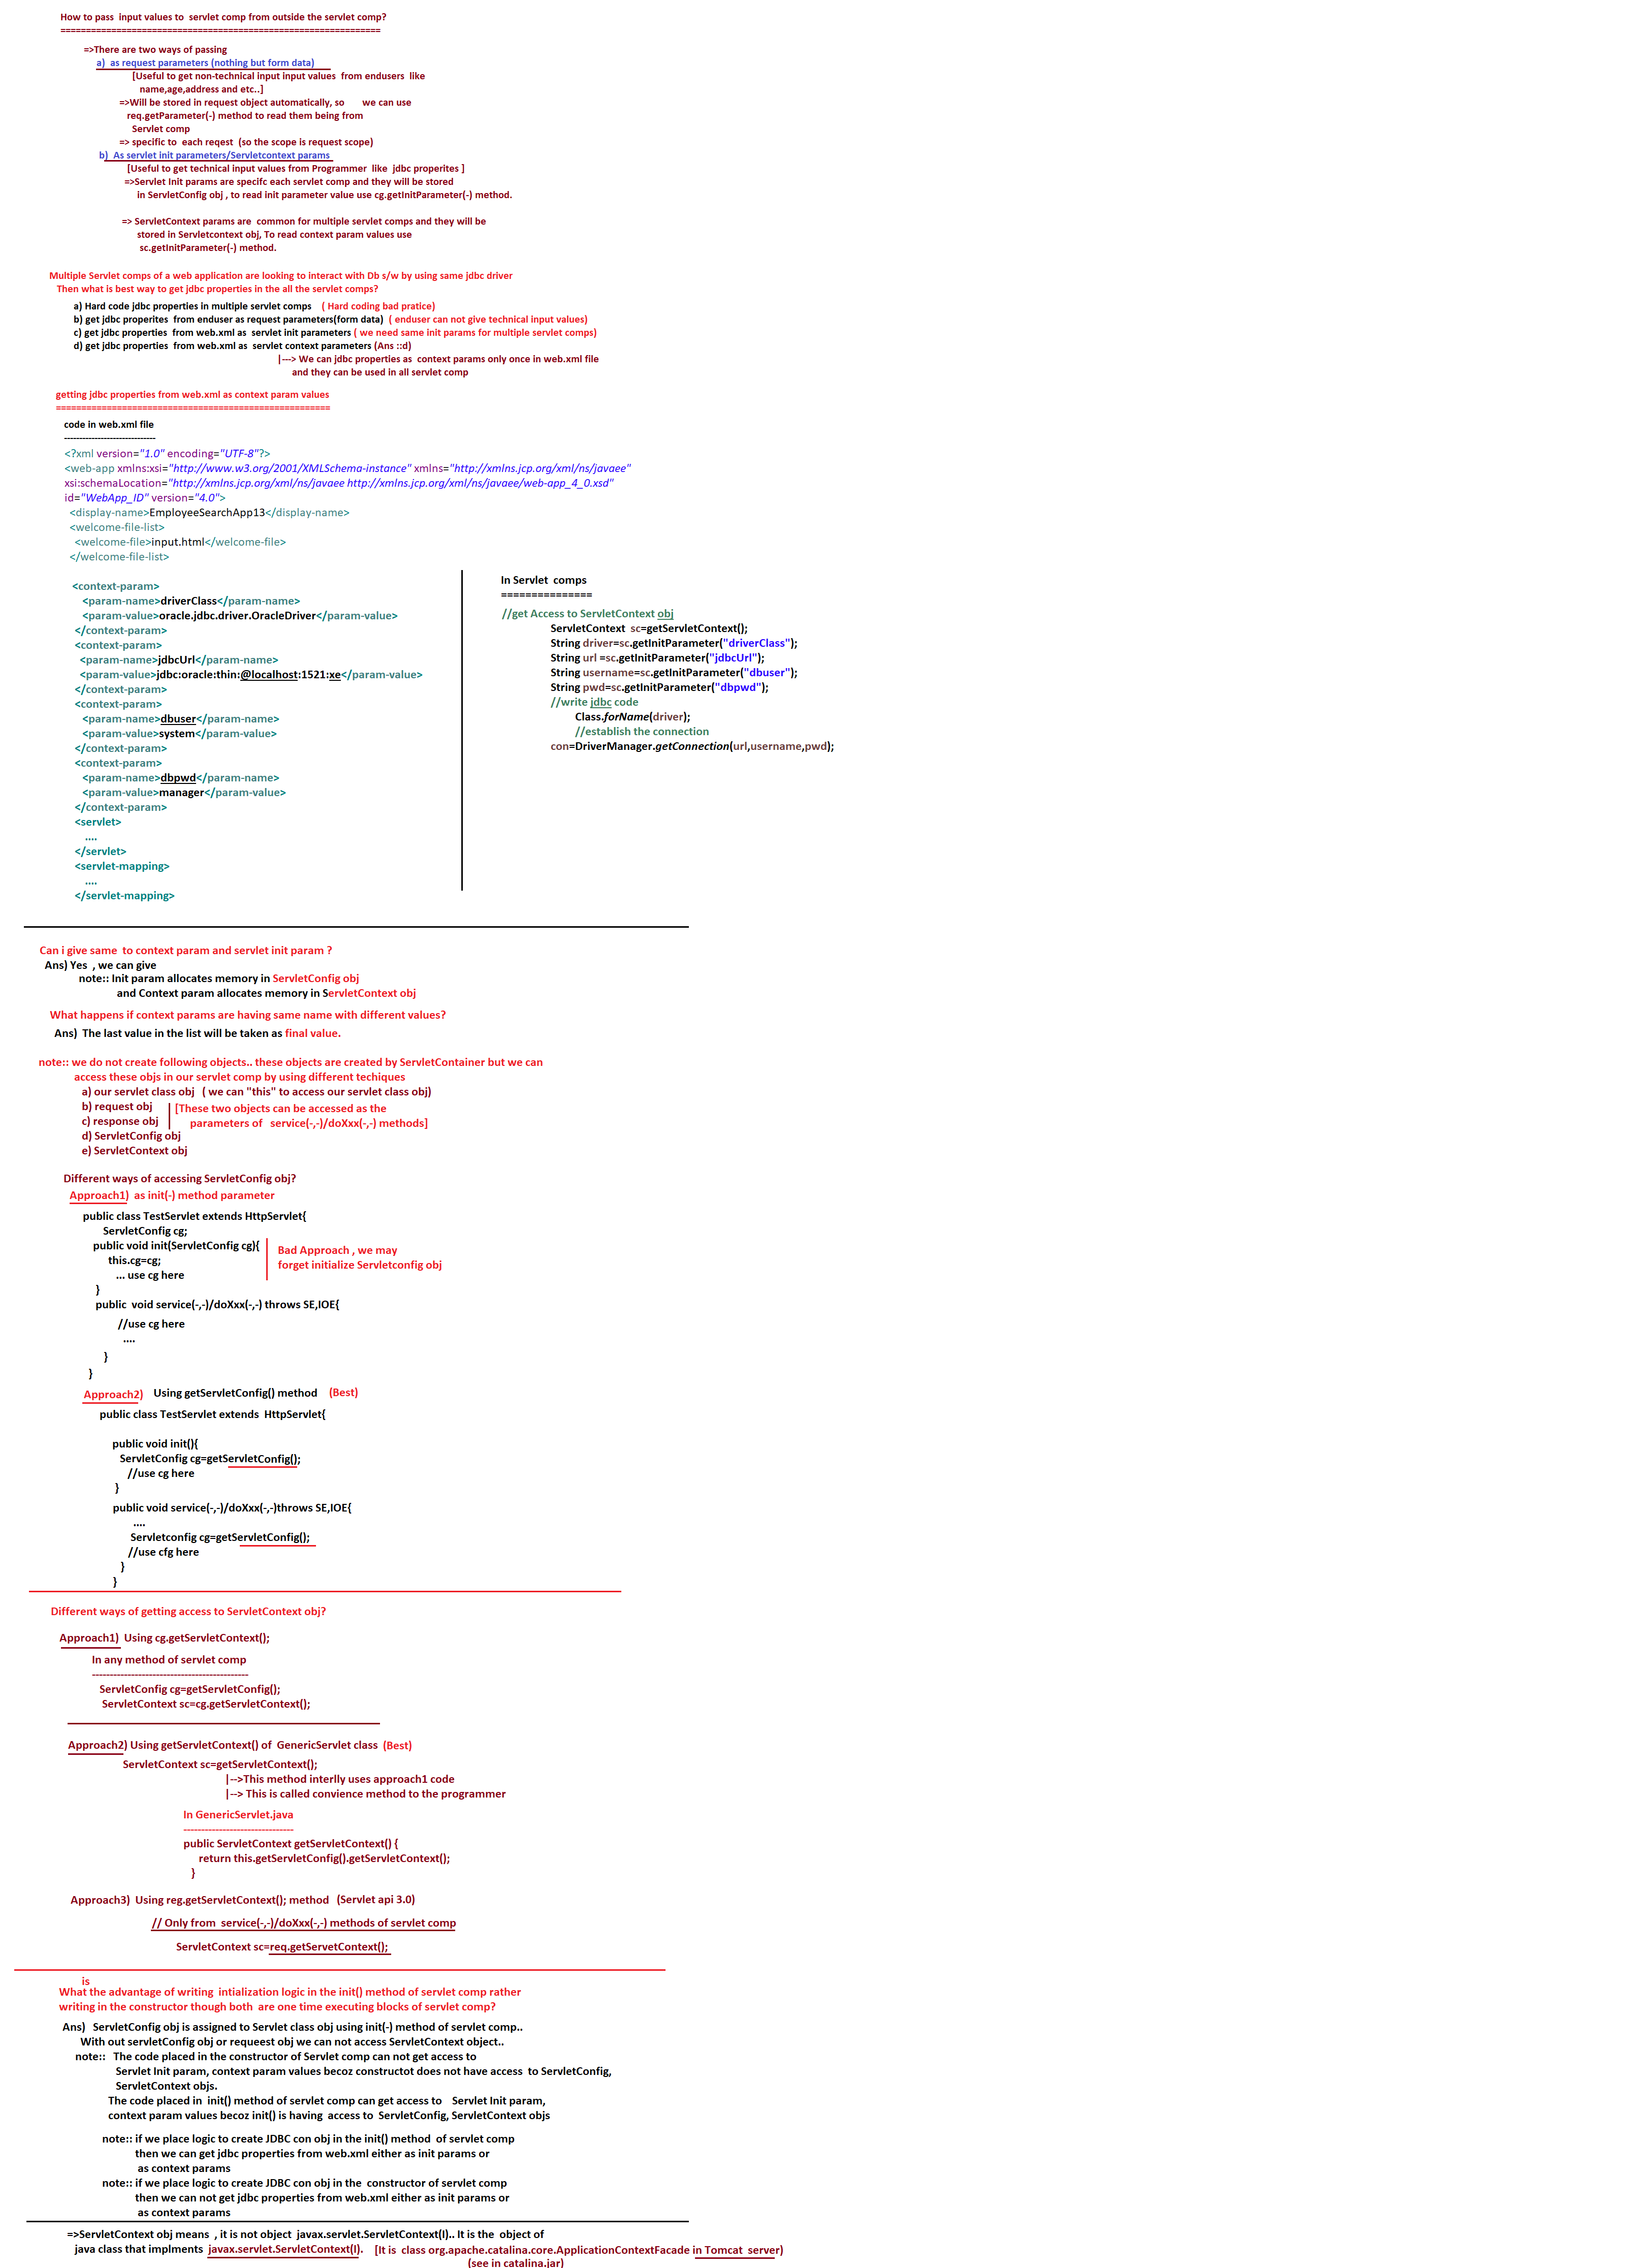 How to pass  input values to  servlet comp from outside the servlet comp?
===============================================================
=>There are two ways of passing
a)  as request parameters (nothing but form data)
[Useful to get non-technical input input values  from endusers  like
name,age,address and etc..]
=>Will be stored in request object automatically, so       we can use
req.getParameter(-) method to read them being from
Servlet comp
=> specific to  each reqest  (so the scope is request scope)
b)  As servlet init parameters/Servletcontext params
[Useful to get technical input values from Programmer  like  jdbc properites ]
=>Servlet Init params are specifc each servlet comp and they will be stored
in ServletConfig obj , to read init parameter value use cg.getInitParameter(-) method.
=> ServletContext params are  common for multiple servlet comps and they will be
stored in Servletcontext obj, To read context param values use
sc.getInitParameter(-) method.
Multiple Servlet comps of a web application are looking to interact with Db s/w by using same jdbc driver
Then what is best way to get jdbc properties in the all the servlet comps?
a) Hard code jdbc properties in multiple servlet comps    ( Hard coding bad pratice)
b) get jdbc properites  from enduser as request parameters(form data)  ( enduser can not give technical input values)
c) get jdbc properties  from web.xml as  servlet init parameters ( we need same init params for multiple servlet comps)
d) get jdbc properties  from web.xml as  servlet context parameters (Ans ::d)
|---> We can jdbc properties as  context params only once in web.xml file
and they can be used in all servlet comp
getting jdbc properties from web.xml as context param values
======================================================
code in web.xml file
------------------------------
<?xml version="1.0" encoding="UTF-8"?>
<web-app xmlns:xsi="http://www.w3.org/2001/XMLSchema-instance" xmlns="http://xmlns.jcp.org/xml/ns/javaee"
xsi:schemaLocation="http://xmlns.jcp.org/xml/ns/javaee http://xmlns.jcp.org/xml/ns/javaee/web-app_4_0.xsd"
id="WebApp_ID" version="4.0">
<display-name>EmployeeSearchApp13</display-name>
<welcome-file-list>
<welcome-file>input.html</welcome-file>
</welcome-file-list>
<context-param>
<param-name>driverClass</param-name>
<param-value>oracle.jdbc.driver.OracleDriver</param-value>
</context-param>
<context-param>
<param-name>jdbcUrl</param-name>
<param-value>jdbc:oracle:thin:@localhost:1521:xe</param-value>
</context-param>
<context-param>
<param-name>dbuser</param-name>
<param-value>system</param-value>
</context-param>
<context-param>
<param-name>dbpwd</param-name>
<param-value>manager</param-value>
</context-param>
<servlet>
....
</servlet>
<servlet-mapping>
....
</servlet-mapping>
In Servlet  comps
===============
//get Access to ServletContext obj
ServletContext  sc=getServletContext();
String driver=sc.getInitParameter("driverClass");
String url =sc.getInitParameter("jdbcUrl");
String username=sc.getInitParameter("dbuser");
String pwd=sc.getInitParameter("dbpwd");
//write jdbc code
Class.forName(driver);
//establish the connection
con=DriverManager.getConnection(url,username,pwd);
Can i give same  to context param and servlet init param ?
Ans) Yes  , we can give
note:: Init param allocates memory in ServletConfig obj
and Context param allocates memory in ServletContext obj
What happens if context params are having same name with different values?
Ans)  The last value in the list will be taken as final value.
note:: we do not create following objects.. these objects are created by ServletContainer but we can
access these objs in our servlet comp by using different techiques
a) our servlet class obj   ( we can "this" to access our servlet class obj)
b) request obj
c) response obj
[These two objects can be accessed as the
parameters of   service(-,-)/doXxx(-,-) methods]
d) ServletConfig obj
e) ServletContext obj
Different ways of accessing ServletConfig obj?
Approach1)  as init(-) method parameter
public class TestServlet extends HttpServlet{
ServletConfig cg;
public void init(ServletConfig cg){
this.cg=cg;
... use cg here
}
Bad Approach , we may
forget initialize Servletconfig obj
public  void service(-,-)/doXxx(-,-) throws SE,IOE{
//use cg here
....
}
}
Approach2)   Using getServletConfig() method    (Best)
public class TestServlet extends  HttpServlet{
public void init(){
ServletConfig cg=getServletConfig();
//use cg here
}
public void service(-,-)/doXxx(-,-)throws SE,IOE{
....
Servletconfig cg=getServletConfig();
//use cfg here
}
}
Different ways of getting access to ServletContext obj?
Approach1)  Using cg.getServletContext();
In any method of servlet comp
--------------------------------------------
ServletConfig cg=getServletConfig();
ServletContext sc=cg.getServletContext();
Approach2) Using getServletContext() of  GenericServlet class  (Best)
ServletContext sc=getServletContext();
|-->This method interlly uses approach1 code
|--> This is called convience method to the programmer
In GenericServlet.java
-------------------------------
public ServletContext getServletContext() {
return this.getServletConfig().getServletContext();
}
Approach3)  Using reg.getServletContext(); method   (Servlet api 3.0)
// Only from  service(-,-)/doXxx(-,-) methods of servlet comp
ServletContext sc=req.getServetContext();
is
What the advantage of writing  intialization logic in the init() method of servlet comp rather
writing in the constructor though both  are one time executing blocks of servlet comp?
Ans)   ServletConfig obj is assigned to Servlet class obj using init(-) method of servlet comp..
With out servletConfig obj or requeest obj we can not access ServletContext object..
note::   The code placed in the constructor of Servlet comp can not get access to
Servlet Init param, context param values becoz constructot does not have access  to ServletConfig,
ServletContext objs.
The code placed in  init() method of servlet comp can get access to    Servlet Init param,
context param values becoz init() is having  access to  ServletConfig, ServletContext objs
note:: if we place logic to create JDBC con obj in the init() method  of servlet comp
then we can get jdbc properties from web.xml either as init params or
as context params
note:: if we place logic to create JDBC con obj in the  constructor of servlet comp
then we can not get jdbc properties from web.xml either as init params or
as context params
=>ServletContext obj means  , it is not object  javax.servlet.ServletContext(I).. It is the  object of
java class that implments  javax.servlet.ServletContext(I).    [It is  class org.apache.catalina.core.ApplicationContextFacade in Tomcat  server)
(see in catalina.jar)